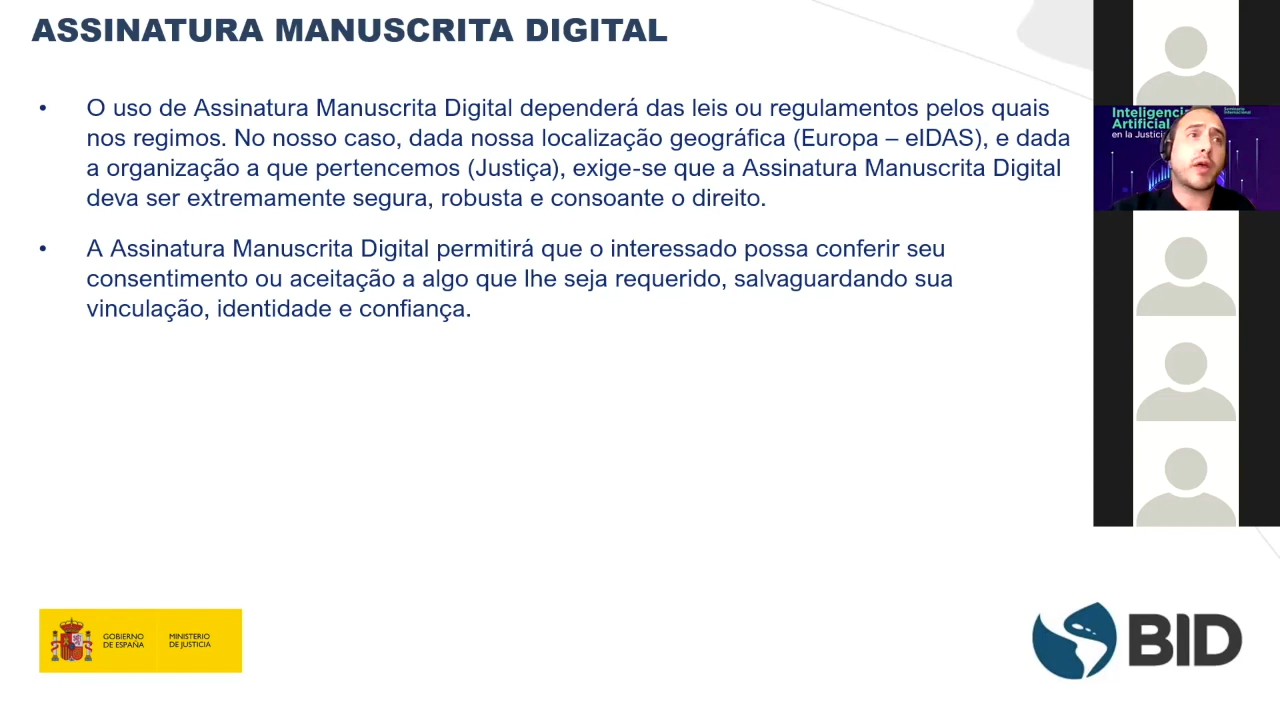 ASSINATURA MANUSCRITA DIGITAL
• O uso de Assinatura Manuscrita Digital dependerá das leis ou regulamentos pelos quais
nos regimos. No nosso caso, dada nossa localização geográfica (Europa – eIDAS), e dada
a organização a que pertencemos (Justiça), exige-se que a Assinatura Manuscrita Digital
deva ser extremamente segura, robusta e consoante o direito.
• A Assinatura Manuscrita Digital permitirá que o interessado possa conferir seu
consentimento ou aceitação a algo que lhe seja requerido, salvaguardando sua
vinculação, identidade e confiança.
Inteligenci
Artificial
en la Justici
Seminario
Internacional
GOBIERNO
DE ESPAÑA
MINISTERIO
DE JUSTICIA
BID